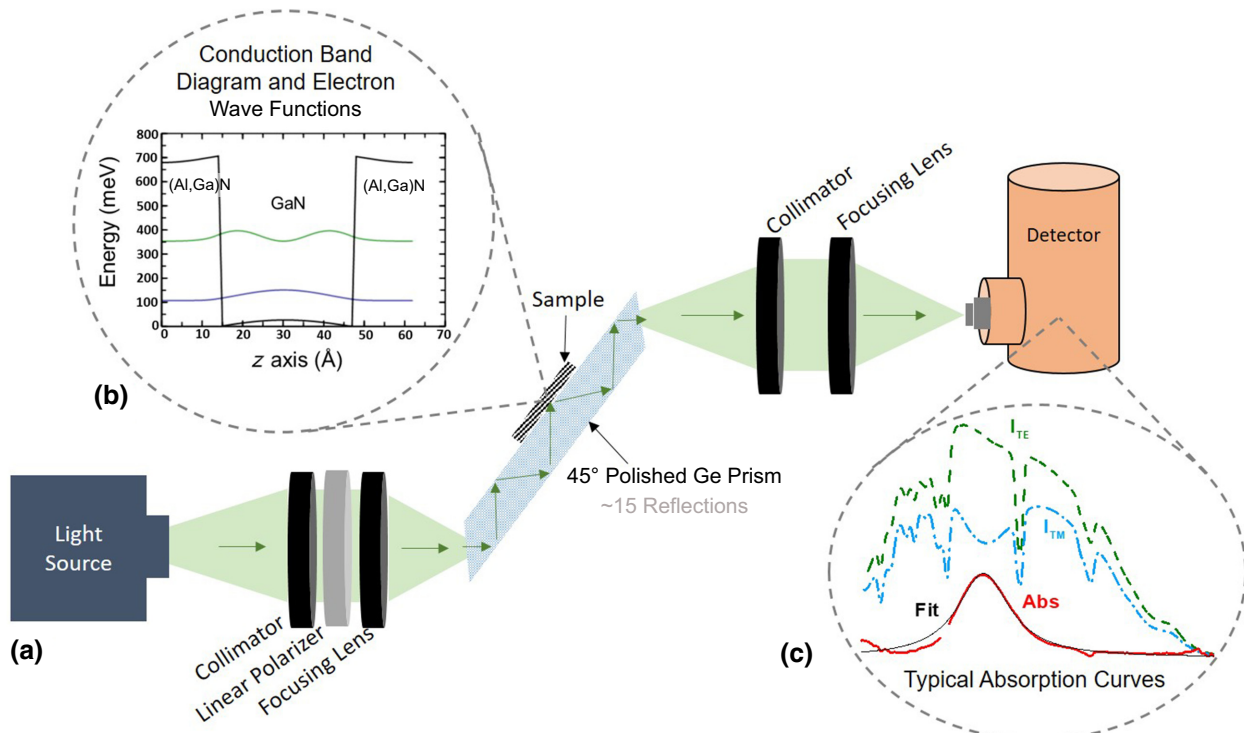 Conduction Band
Diagram and Electron
Wave Functions
800
700
600
500
400
300
200
100
0
Energy (meV)
(Al,Ga)N
GaN
(Al,Ga)N
0 10 20 30 40 50 60 70
z axis (Å)
(b)
Sample
Collimator
Focusing Lens
Detector
45° Polished Ge Prism
~15 Reflections
Light
Source
(a)
Collimator
Linear Polarizer
Focusing Lens
I_TE
I_TM
Fit
Abs
(c)
Typical Absorption Curves